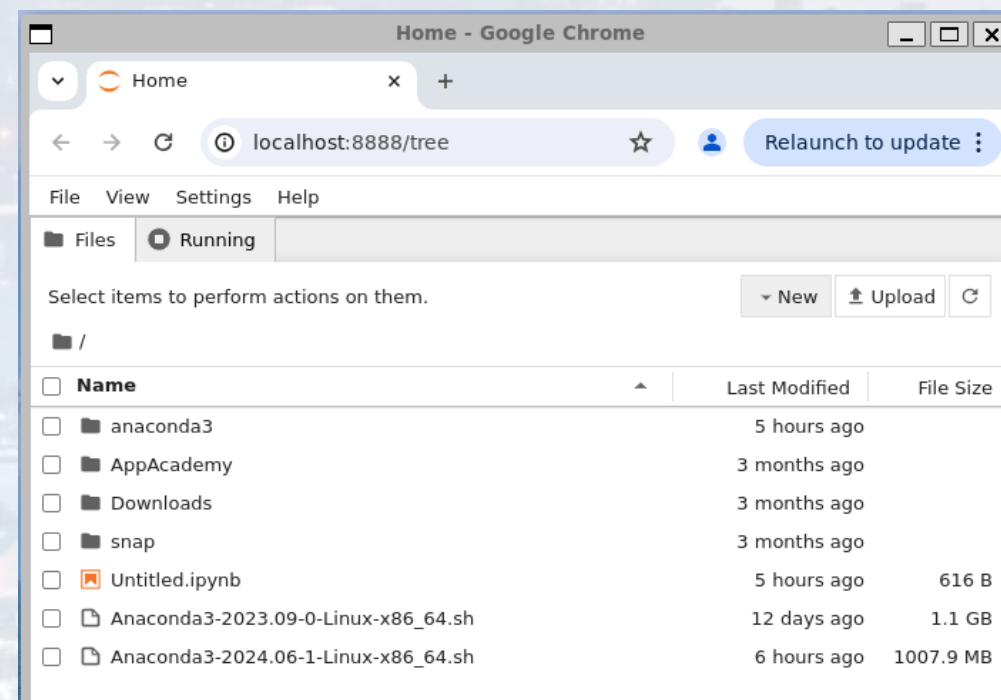 Home - Google Chrome
Home
localhost:8888/tree
Relaunch to update
File View Settings Help
Files Running
Select items to perform actions on them. New Upload
/
Name Last Modified File Size
anaconda3 5 hours ago
AppAcademy 3 months ago
Downloads 3 months ago
snap 3 months ago
Untitled.ipynb 5 hours ago 616 B
Anaconda3-2023.09-0-Linux-x86_64.sh 12 days ago 1.1 GB
Anaconda3-2024.06-1-Linux-x86_64.sh 6 hours ago 1007.9 MB